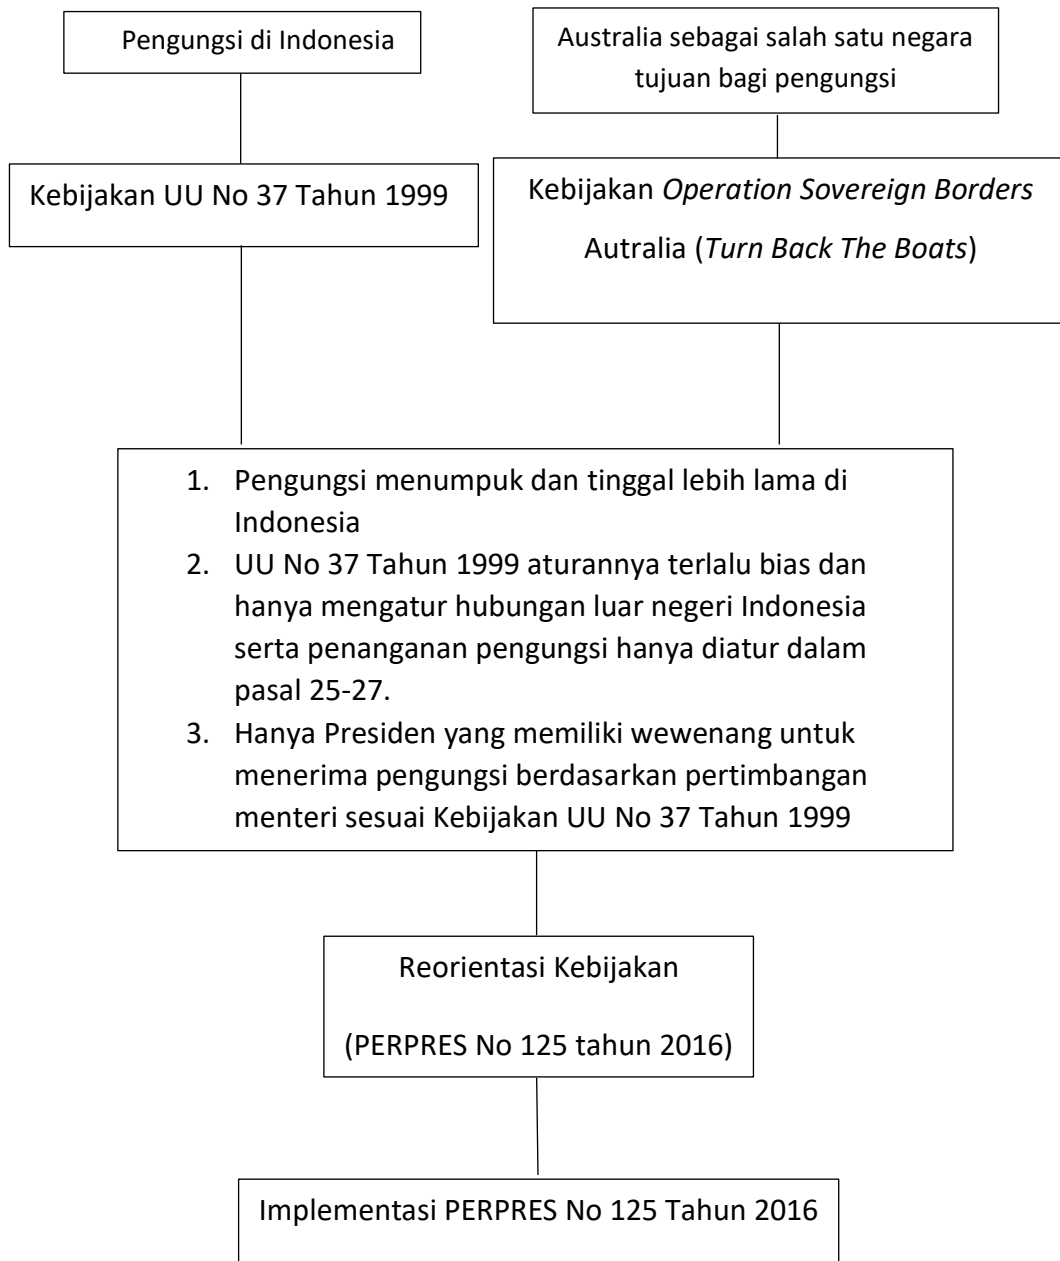 Pengungsi di Indonesia
Australia sebagai salah satu negara
tujuan bagi pengungsi
Kebijakan UU No 37 Tahun 1999
Kebijakan Operation Sovereign Borders
Autralia (Turn Back The Boats)
1. Pengungsi menumpuk dan tinggal lebih lama di
Indonesia
2. UU No 37 Tahun 1999 aturannya terlalu bias dan
hanya mengatur hubungan luar negeri Indonesia
serta penanganan pengungsi hanya diatur dalam
pasal 25-27.
3. Hanya Presiden yang memiliki wewenang untuk
menerima pengungsi berdasarkan pertimbangan
menteri sesuai Kebijakan UU No 37 Tahun 1999
Reorientasi Kebijakan
(PERPRES No 125 tahun 2016)
Implementasi PERPRES No 125 Tahun 2016